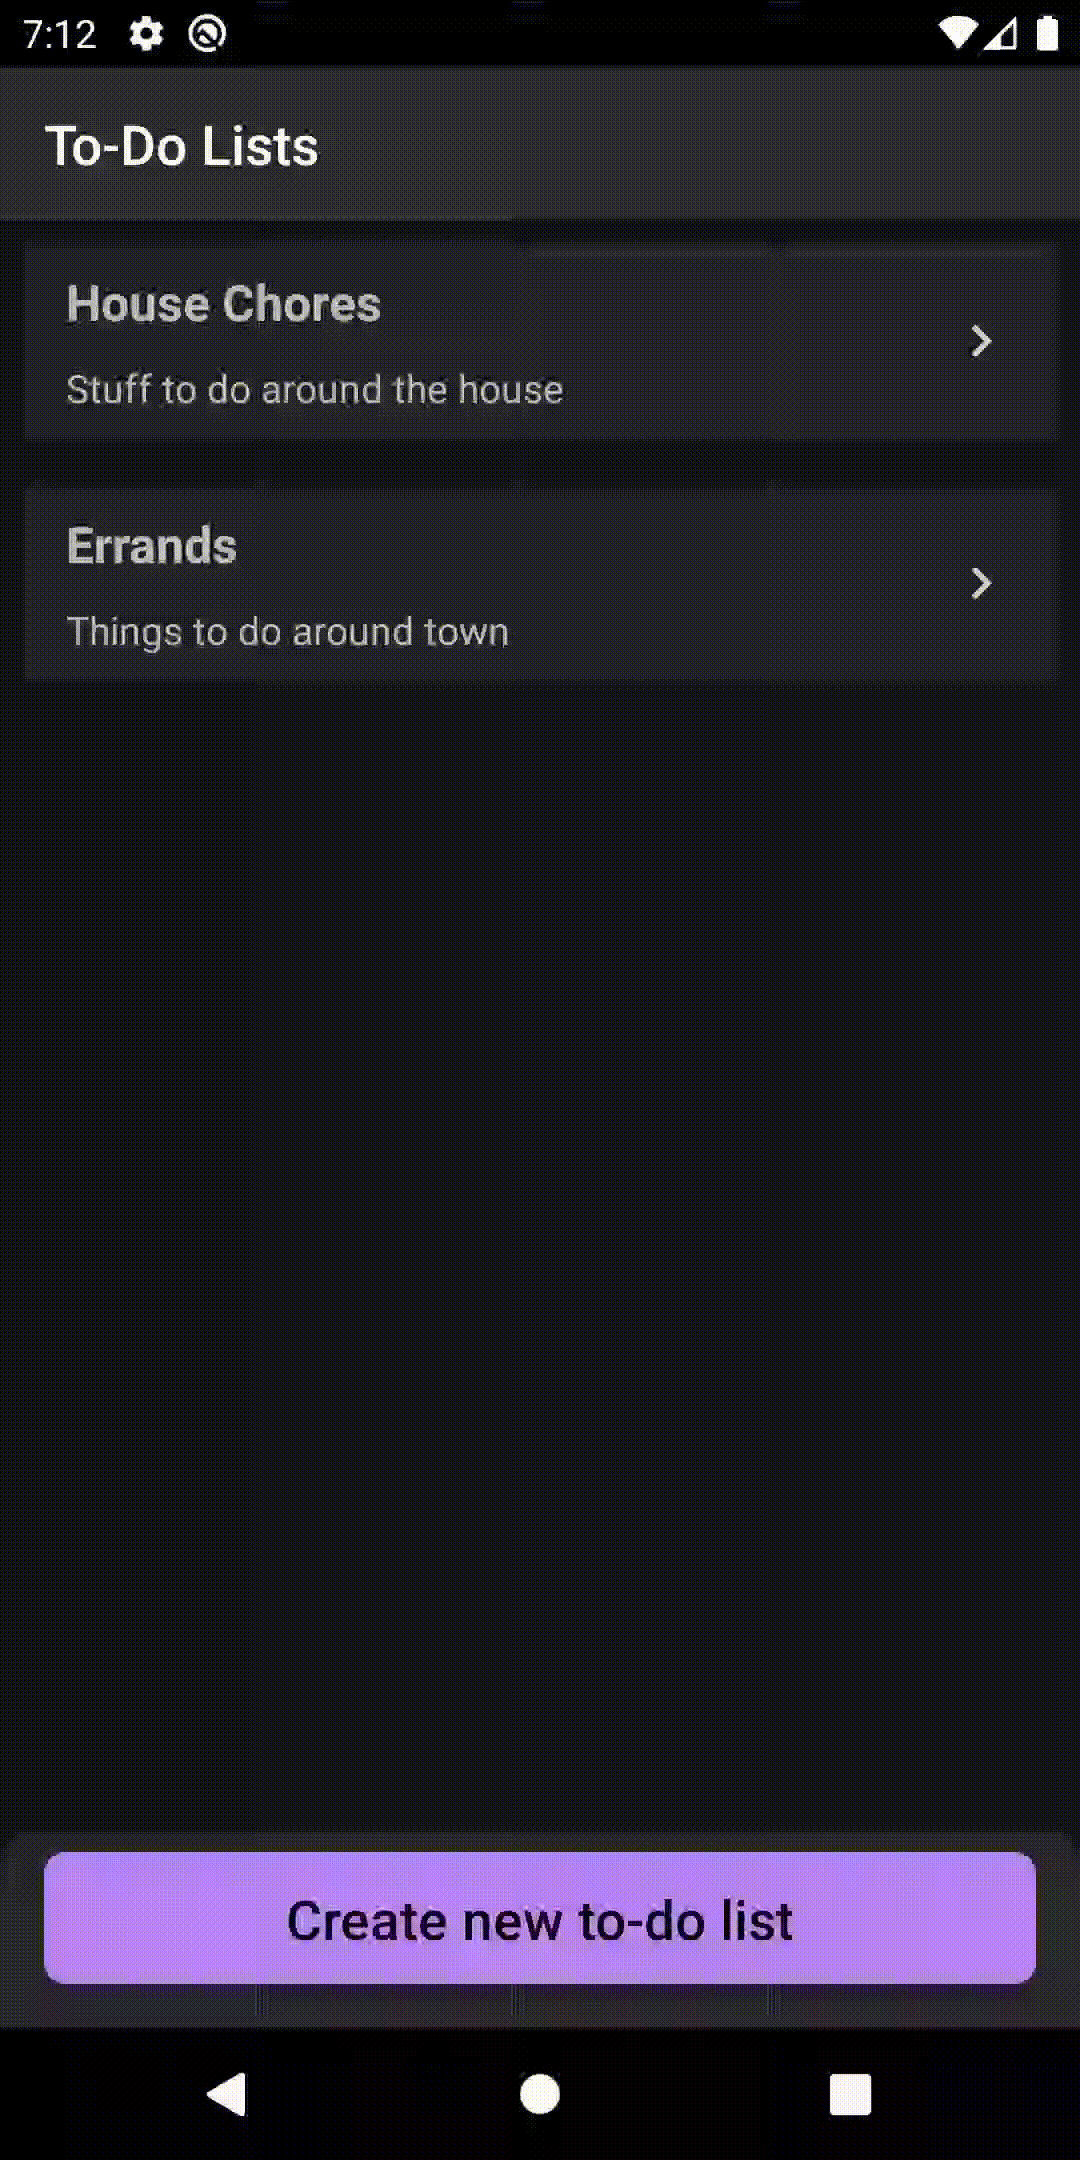 7:12
To-Do Lists
House Chores
Stuff to do around the house
Errands
Things to do around town
Create new to-do list